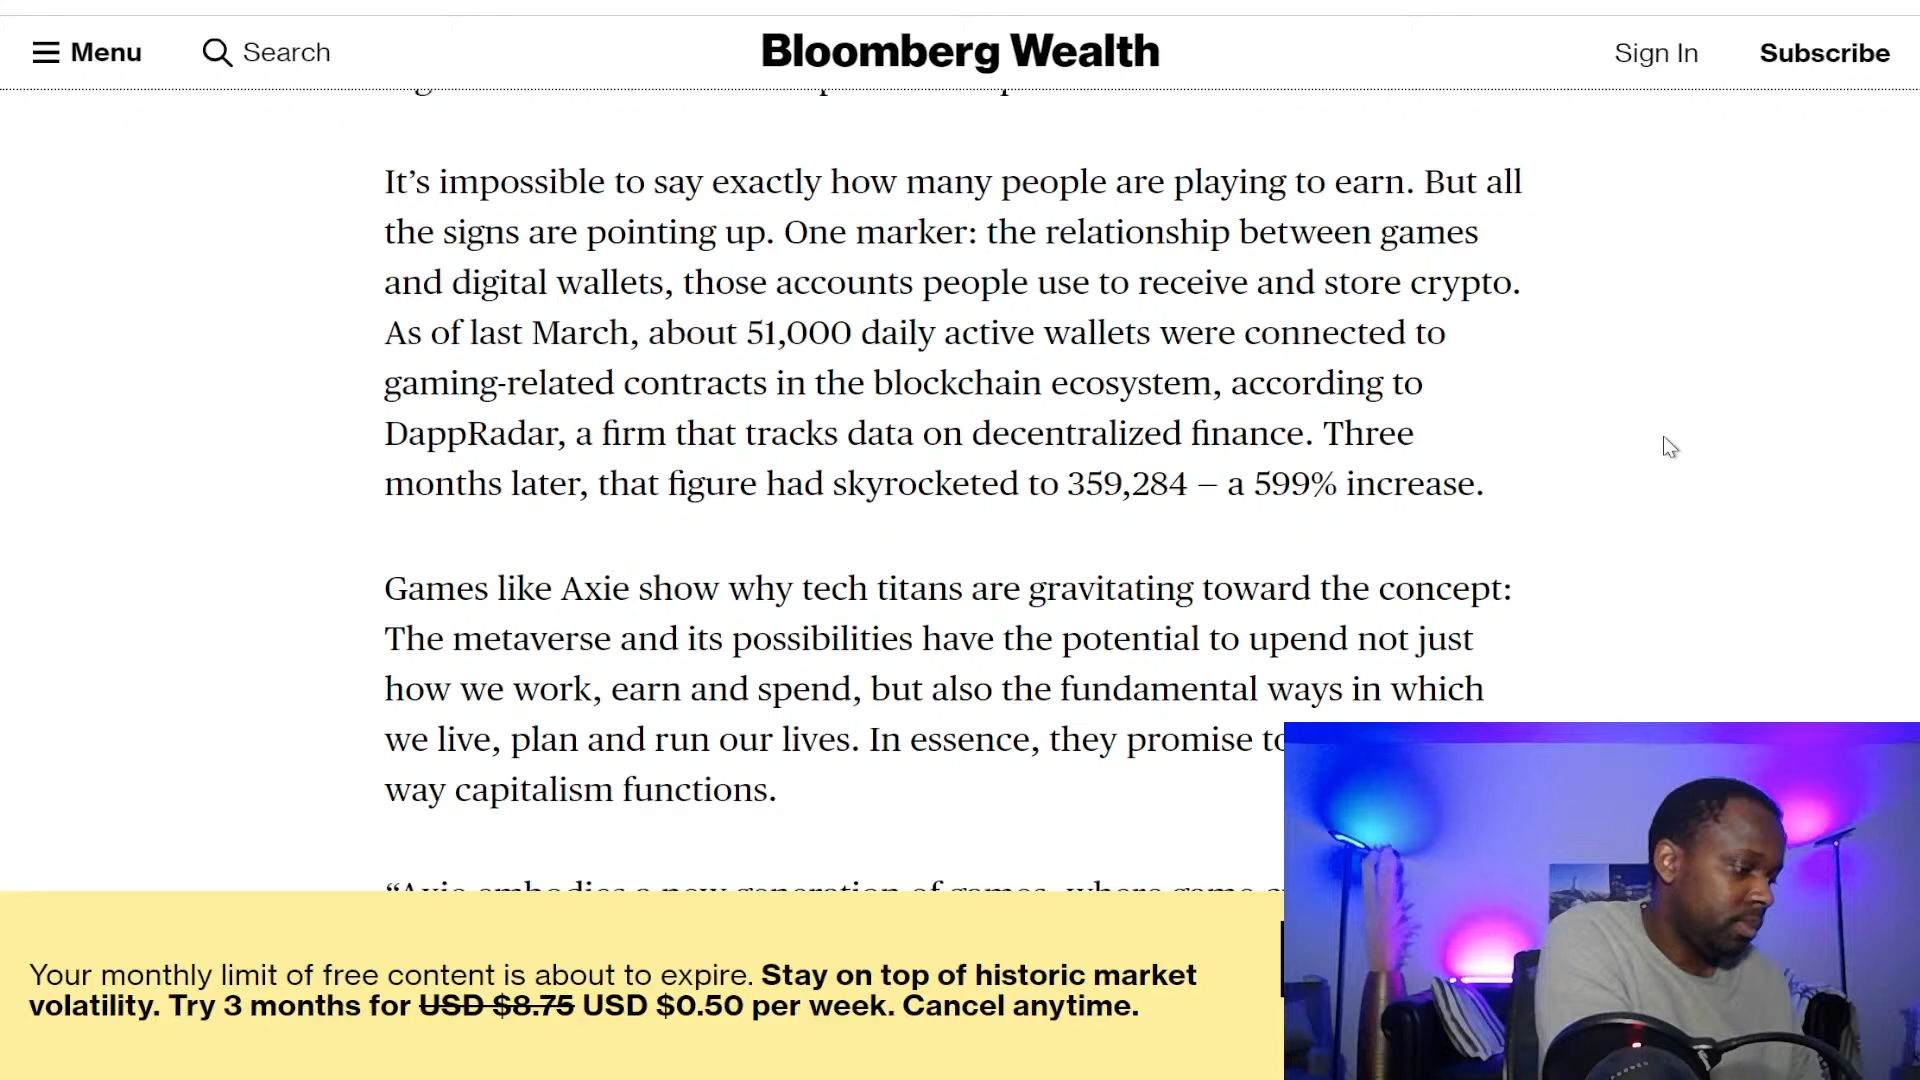 Menu
Search
Bloomberg Wealth
Sign In
Subscribe
It’s impossible to say exactly how many people are playing to earn. But all
the signs are pointing up. One marker: the relationship between games
and digital wallets, those accounts people use to receive and store crypto.
As of last March, about 51,000 daily active wallets were connected to
gaming-related contracts in the blockchain ecosystem, according to
DappRadar, a firm that tracks data on decentralized finance. Three
months later, that figure had skyrocketed to 359,284 – a 599% increase.
Games like Axie show why tech titans are gravitating toward the concept:
The metaverse and its possibilities have the potential to upend not just
how we work, earn and spend, but also the fundamental ways in which
we live, plan and run our lives. In essence, they promise to
way capitalism functions.
“Axie embodies a new generation of games, where game
Your monthly limit of free content is about to expire. Stay on top of historic market
volatility. Try 3 months for USD $8.75 USD $0.50 per week. Cancel anytime.